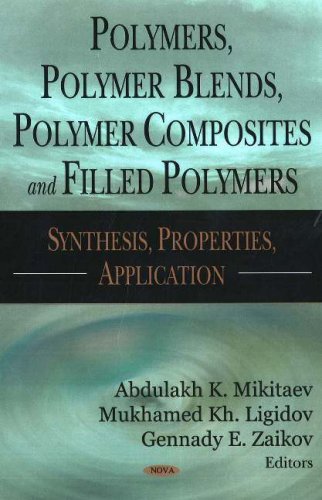 POLYMERS,
POLYMER BLENDS,
POLYMER COMPOSITES
and FILLED POLYMERS
SYNTHESIS, PROPERTIES,
APPLICATION
Abdulakh K. Mikitaev
Mukhamed Kh. Ligidov
Gennady E. Zaikov
Editors
NOVA